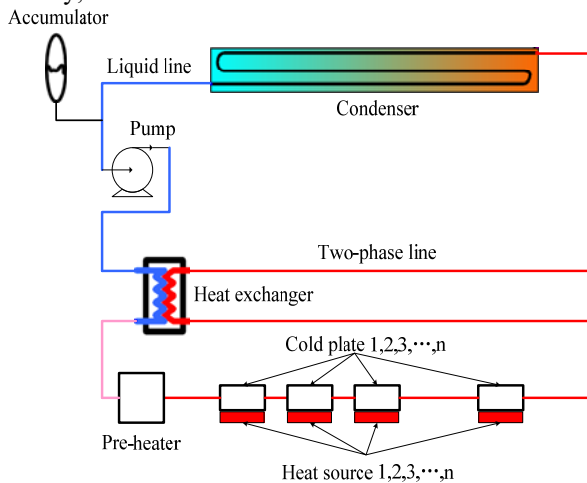 Accumulator
Liquid line
Condenser
Pump
Two-phase line
Heat exchanger
Cold plate 1,2,3,⋯,n
Pre-heater
Heat source 1,2,3,⋯,n